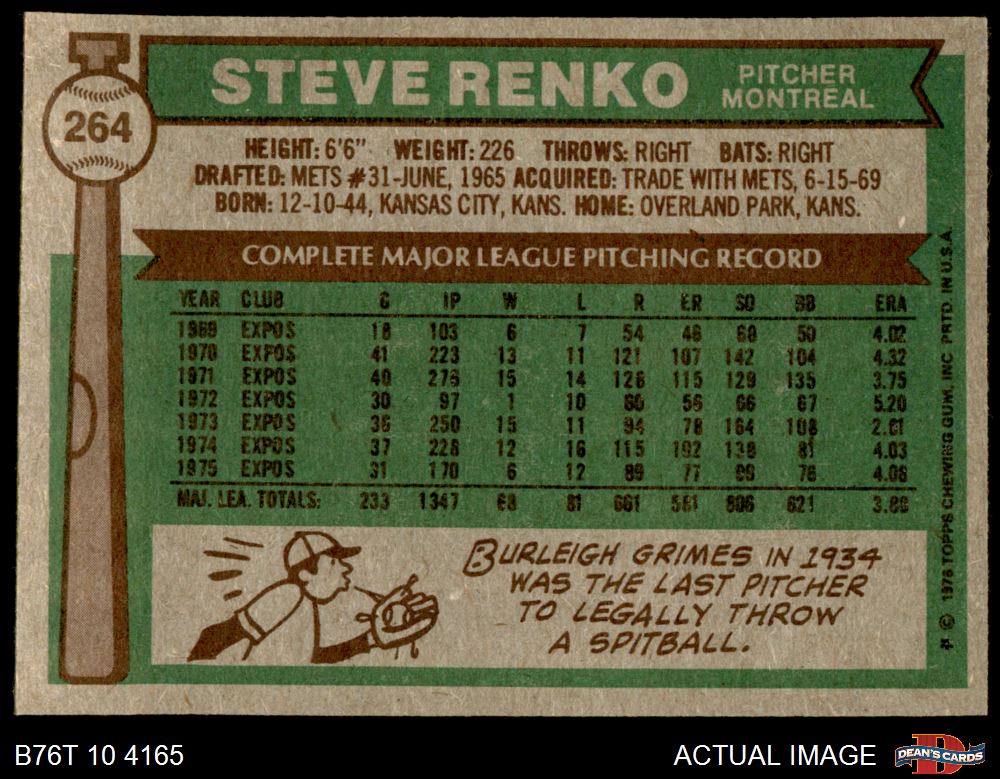 264
STEVE RENKO
PITCHER
MONTREAL
HEIGHT: 6'6" WEIGHT: 226 THROWS: RIGHT BATS: RIGHT
DRAFTED: METS #31-JUNE, 1965 ACQUIRED: TRADE WITH METS, 6-15-69
BORN: 12-10-44, KANSAS CITY, KANS. HOME: OVERLAND PARK, KANS.
COMPLETE MAJOR LEAGUE PITCHING RECORD
YEAR CLUB G IP W L R ER SO BB ERA
1969 EXPOS 18 103 6 7 54 46 68 50 4.02
1970 EXPOS 41 223 13 11 121 107 142 104 4.32
1971 EXPOS 40 276 15 14 128 115 129 135 3.75
1972 EXPOS 30 97 1 10 60 56 66 67 5.20
1973 EXPOS 36 250 15 11 94 78 164 108 2.81
1974 EXPOS 37 228 12 16 115 102 138 81 4.03
1975 EXPOS 31 170 6 12 89 77 99 76 4.08
MAJ. LEA. TOTALS: 233 1347 68 81 661 581 806 621
BURLEIGH GRIMES IN 1934
WAS THE LAST PITCHER
TO LEGALLY THROW
A SPITBALL.
© 1976 TOPPS CHEWING GUM, INC PRTD. IN U.S.A.
B76T 10 4165
ACTUAL IMAGE
DEAN'S CARDS